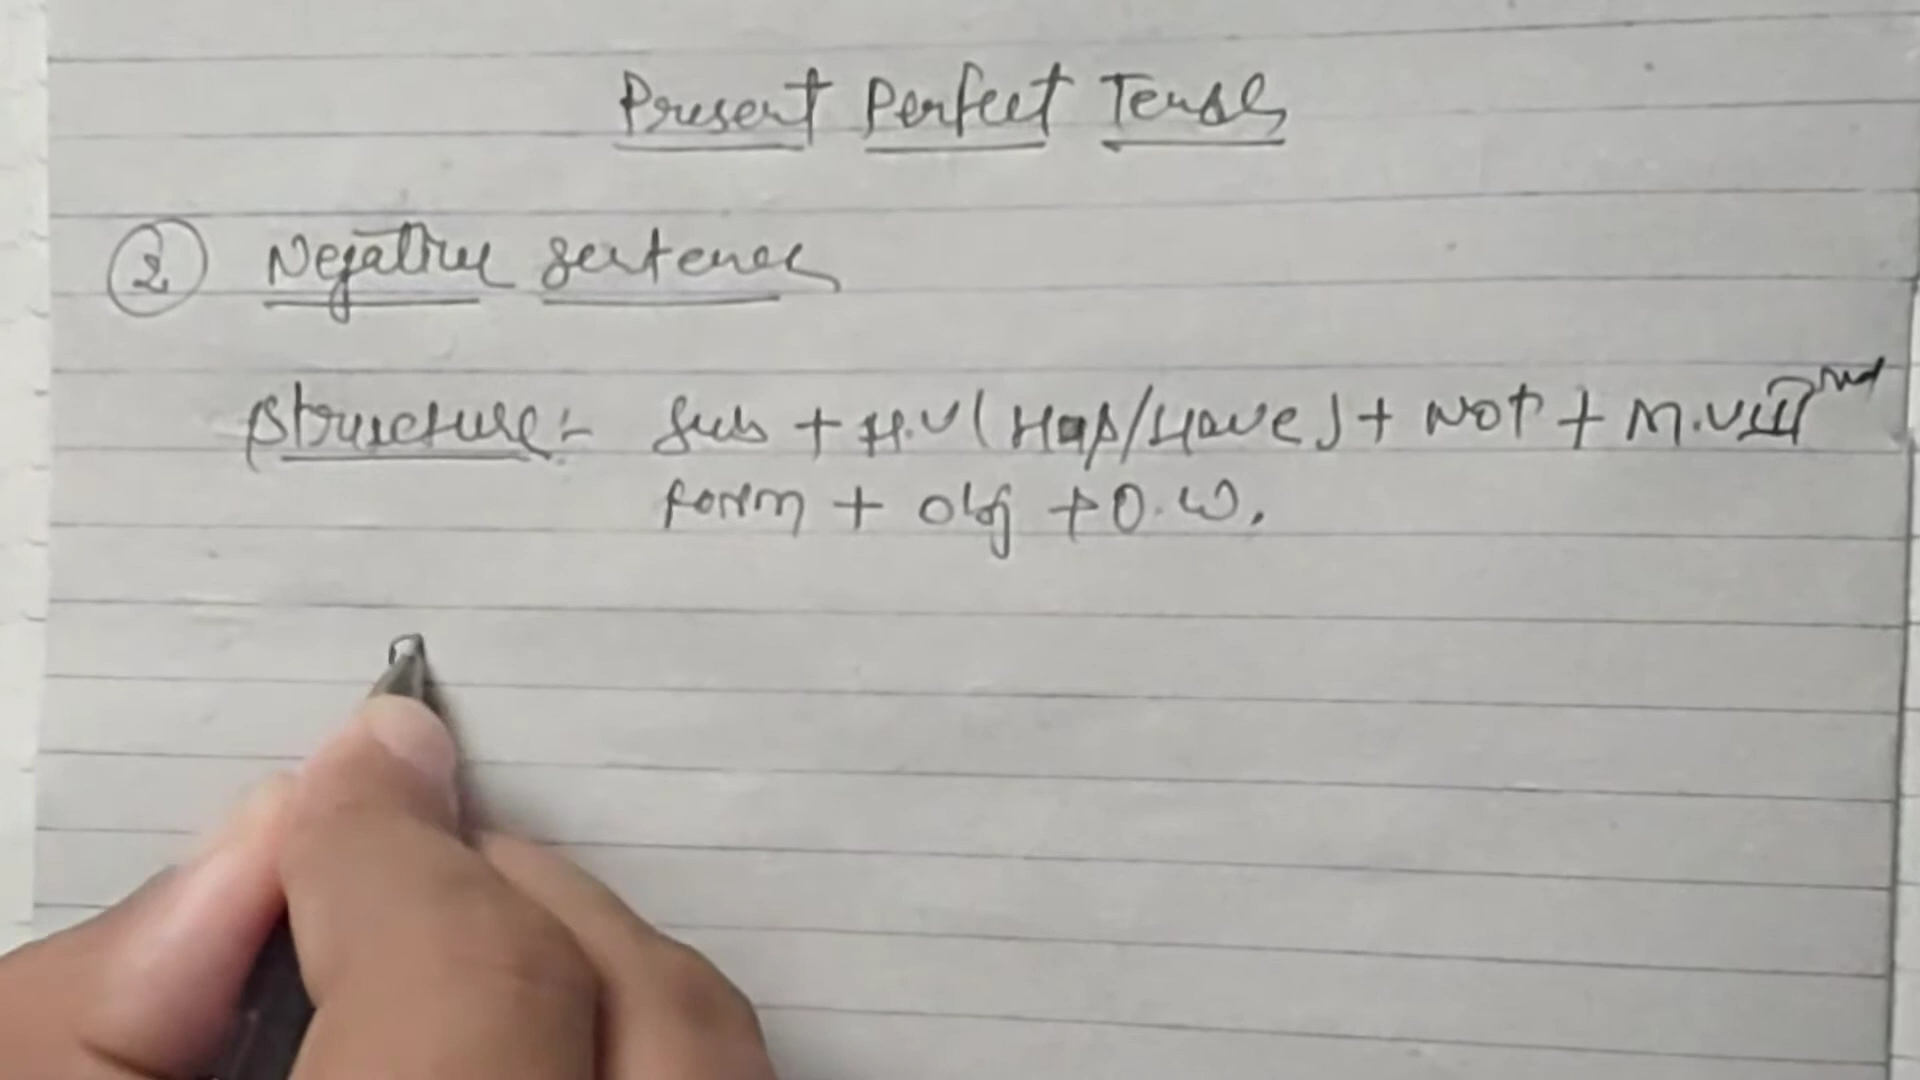 Present Perfect Tense
② Negative sentence
Structure:- Sub + H.V ( Has/Have ) + Not + M.V III rd
form + obj + O.W.